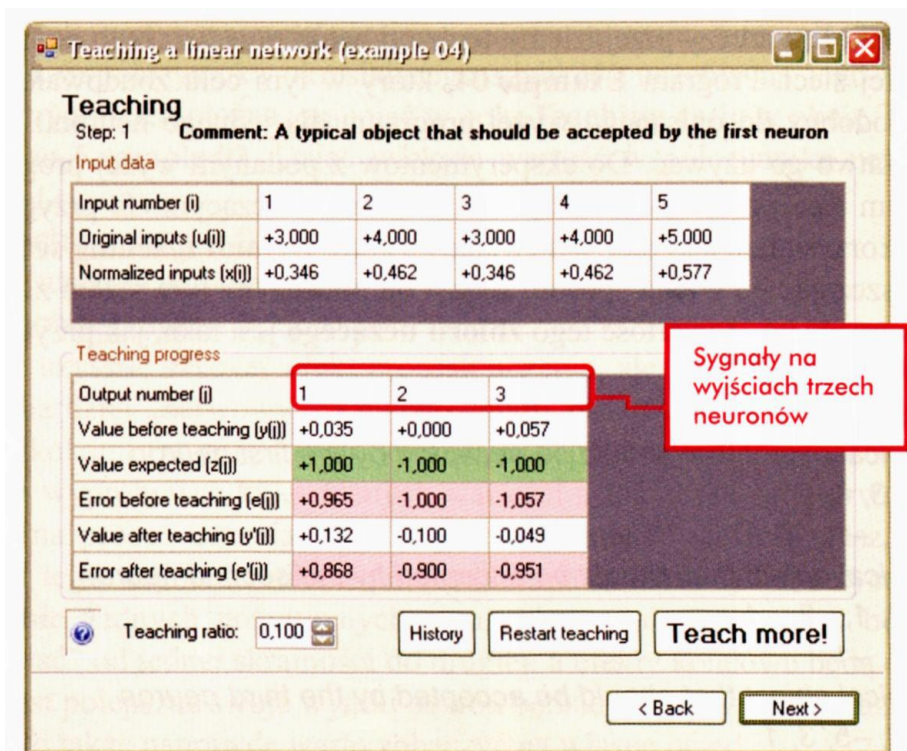 Teaching a linear network (example 04)
Teaching
Step: 1 Comment: A typical object that should be accepted by the first neuron
Input data
Input number (i) 1 2 3 4 5
Original inputs (u(i)) +3,000 +4,000 +3,000 +4,000 +5,000
Normalized inputs (x(i)) +0,346 +0,462 +0,346 +0,462 +0,577
Teaching progress
Output number (j) 1 2 3
Value before teaching (y(j)) +0,035 +0,000 +0,057
Value expected (z(j)) +1,000 -1,000 -1,000
Error before teaching (e(j)) +0,965 -1,000 -1,057
Value after teaching (y'(j)) +0,132 -0,100 -0,049
Error after teaching (e'(j)) +0,868 -0,900 -0,951
Sygnały na
wyjściach trzech
neuronów
Teaching ratio: 0,100 History Restart teaching Teach more!
< Back Next >